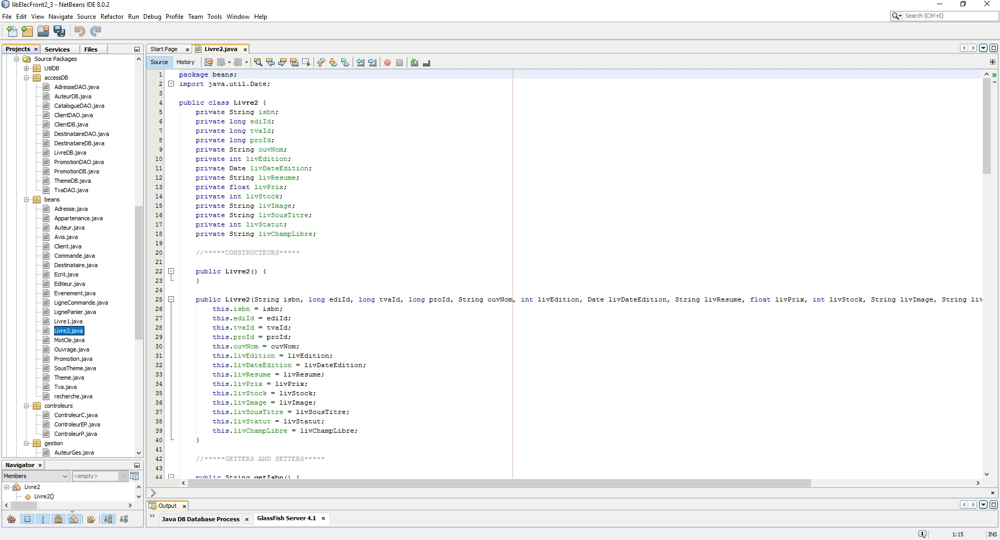 libElecFront2_3 - NetBeans IDE 8.0.2
File Edit View Navigate Source Refactor Run Debug Profile Team Tools Window Help
Search (Ctrl+I)
Projects Services Files
Source Packages
UtilDB
accessDB
AdresseDAO.java
AuteurDB.java
CatalogueDAO.java
ClientDAO.java
ClientDB.java
DestinataireDAO.java
DestinataireDB.java
LivreDB.java
PromotionDAO.java
PromotionDB.java
ThemeDB.java
TvaDAO.java
beans
Adresse.java
Appartenance.java
Auteur.java
Avis.java
Client.java
Commande.java
Destinataire.java
Ecrit.java
Editeur.java
Evenement.java
LigneCommande.java
LignePanier.java
Livre1.java
Livre2.java
MotCle.java
Ouvrage.java
Promotion.java
SousTheme.java
Theme.java
Tva.java
recherche.java
controleurs
ControleurC.java
ControleurEP.java
ControleurP.java
gestion
AuteurGes.java
Navigator
Members <empty>
Livre2
Livre2()
Start Page Livre2.java
Source History
1 package beans;
2 import java.util.Date;
3
4 public class Livre2 {
5 private String isbn;
6 private long ediId;
7 private long tvaId;
8 private long proId;
9 private String ouvNom;
10 private int livEdition;
11 private Date livDateEdition;
12 private String livResume;
13 private float livPrix;
14 private int livStock;
15 private String livImage;
16 private String livSousTitre;
17 private int livStatut;
18 private String livChampLibre;
19
20 //*****CONSTRUCTEURS*****
21
22 public Livre2() {
23 }
24
25 public Livre2(String isbn, long ediId, long tvaId, long proId, String ouvNom, int livEdition, Date livDateEdition, String livResume, float livPrix, int livStock, String livImage, String liv
26 this.isbn = isbn;
27 this.ediId = ediId;
28 this.tvaId = tvaId;
29 this.proId = proId;
30 this.ouvNom = ouvNom;
31 this.livEdition = livEdition;
32 this.livDateEdition = livDateEdition;
33 this.livResume = livResume;
34 this.livPrix = livPrix;
35 this.livStock = livStock;
36 this.livImage = livImage;
37 this.livSousTitre = livSousTitre;
38 this.livStatut = livStatut;
39 this.livChampLibre = livChampLibre;
40 }
41
42 //*****GETTERS AND SETTERS*****
43
44 public String getIsbn() {
Output
Java DB Database Process GlassFish Server 4.1
1 1:15 INS